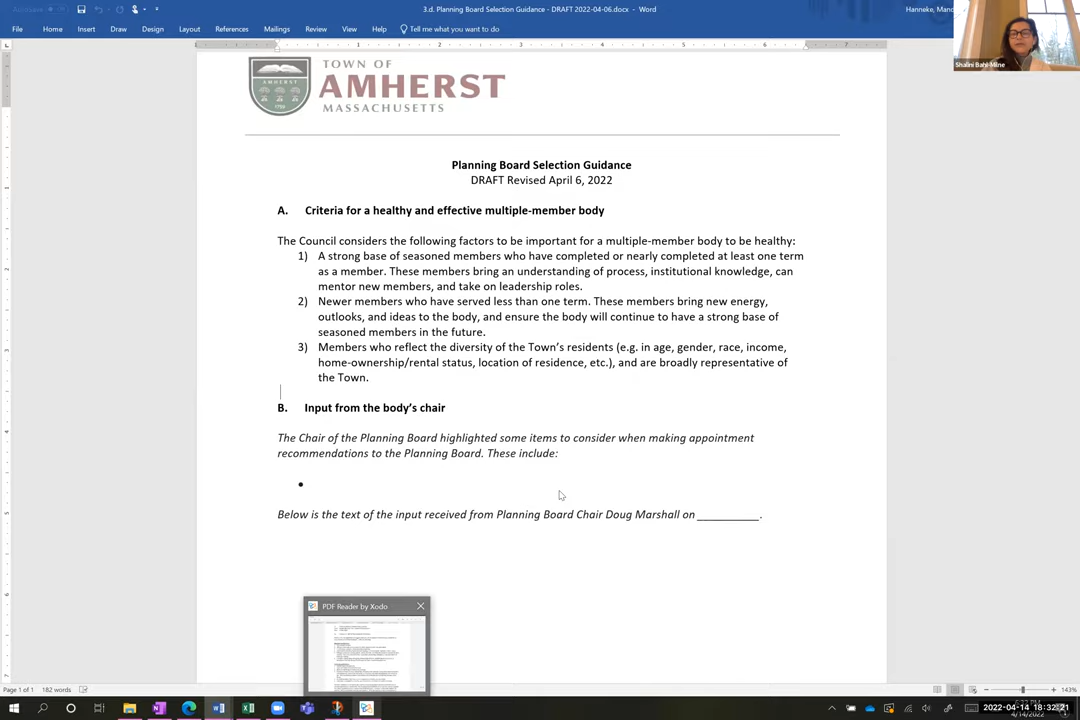 3.d. Planning Board Selection Guidance - DRAFT 2022-04-06.docx - Word
File Home Insert Draw Design Layout References Mailings Review View Help Tell me what you want to do
Shalini Bahl-Milne
TOWN OF
AMHERST
MASSACHUSETTS
Planning Board Selection Guidance
DRAFT Revised April 6, 2022
A. Criteria for a healthy and effective multiple-member body
The Council considers the following factors to be important for a multiple-member body to be healthy:
1) A strong base of seasoned members who have completed or nearly completed at least one term
as a member. These members bring an understanding of process, institutional knowledge, can
mentor new members, and take on leadership roles.
2) Newer members who have served less than one term. These members bring new energy,
outlooks, and ideas to the body, and ensure the body will continue to have a strong base of
seasoned members in the future.
3) Members who reflect the diversity of the Town's residents (e.g. in age, gender, race, income,
home-ownership/rental status, location of residence, etc.), and are broadly representative of
the Town.
B. Input from the body's chair
The Chair of the Planning Board highlighted some items to consider when making appointment
recommendations to the Planning Board. These include:
•
Below is the text of the input received from Planning Board Chair Doug Marshall on __________.
PDF Reader by Xodo
Page 1 of 1 182 words
143%
2022-04-14 18:32:21
4/14/2022